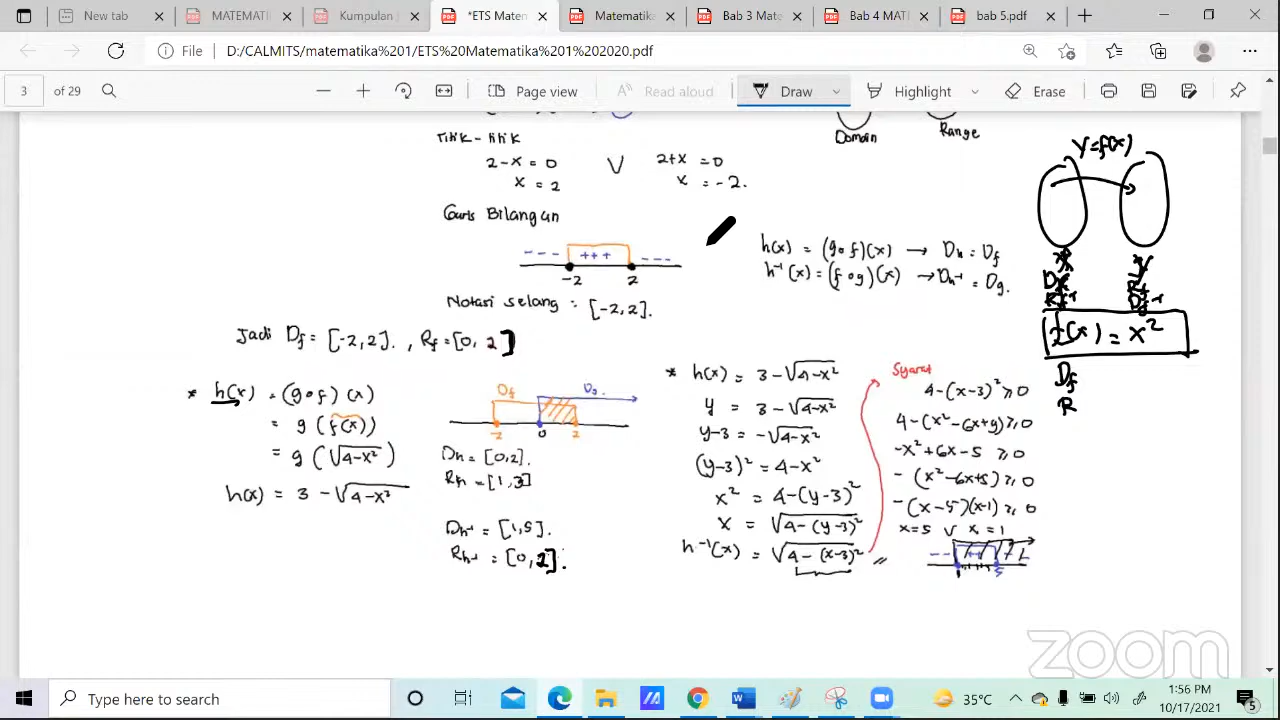 New tab
MATEMATI
Kumpulan
*ETS Matem
Matematike
Bab 3 Mate
Bab 4 MATI
bab 5.pdf
File
D:/CALMITS/matematika%201/ETS%20Matematika%201%202020.pdf
3 of 29
Page view
Read aloud
Draw
Highlight
Erase
Titik - titik
2-x = 0 V 2+x = 0
x = 2 x = -2.
Garis Bilangan
--- +++ ---
-2 2
Notasi selang : [-2,2].
Jadi Df = [-2,2]. , Rf = [0, 2]
* h(x) = (g o f) (x)
= g (f(x))
= g (√4-x²)
h(x) = 3 - √4-x²
Df Dg.
-2 0 2
Dh = [0,2].
Rh = [1,3]
Dh⁻¹ = [1,5].
Rh⁻¹ = [0,2].
Domain
Range
h(x) = (g o f)(x) → Dh = Df
h⁻¹(x) = (f o g)(x) → Dh⁻¹ = Dg.
* h(x) = 3 - √4-x²
y = 3 - √4-x²
y-3 = -√4-x²
(y-3)² = 4-x²
x² = 4-(y-3)²
x = √4-(y-3)²
h⁻¹(x) = √4-(x-3)²
Syarat
4-(x-3)² ≥ 0
4-(x²-6x+9) ≥ 0
-x²+6x-5 ≥ 0
-(x²-6x+5) ≥ 0
-(x-5)(x-1) ≥ 0
x=5 V x=1
y=f(x)
f(x) = x²
Df
R
zoom
Type here to search
35°C
1:56 PM
10/17/2021
5